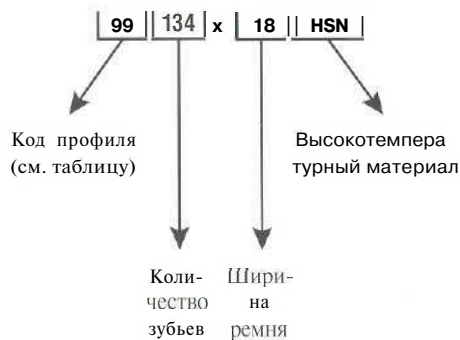 99 134 x 18 HSN
Код профиля
(см. таблицу)
Высокотемпера
турный материал
Коли-
чество
зубьев
Шири-
на
ремня